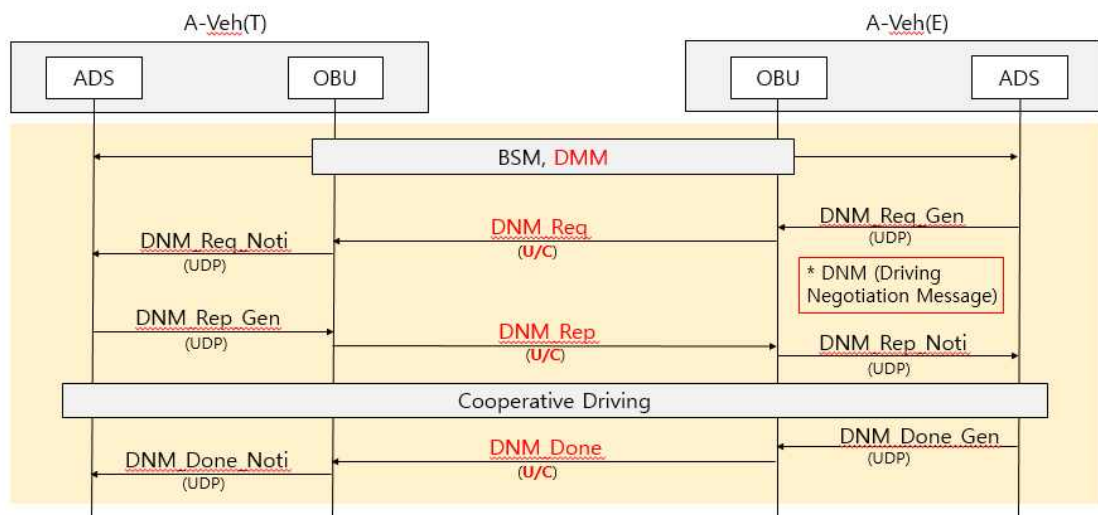 A-Veh(T)
A-Veh(E)
ADS
OBU
OBU
ADS
BSM, DMM
DNM_Req_Gen
(UDP)
DNM_Req
(U/C)
DNM_Req_Noti
(UDP)
* DNM (Driving
Negotiation Message)
DNM_Rep_Gen
(UDP)
DNM_Rep
(U/C)
DNM_Rep_Noti
(UDP)
Cooperative Driving
DNM_Done_Gen
(UDP)
DNM_Done
(U/C)
DNM_Done_Noti
(UDP)